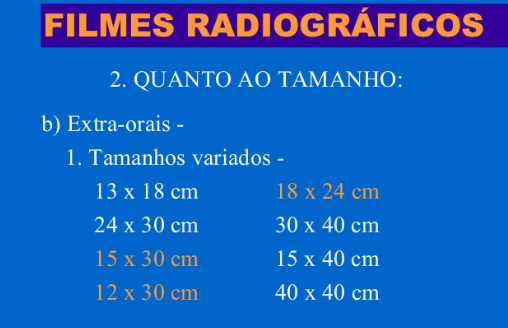 FILMES RADIOGRÁFICOS
2. QUANTO AO TAMANHO:
b) Extra-orais -
1. Tamanhos variados -
13 x 18 cm 18 x 24 cm
24 x 30 cm 30 x 40 cm
15 x 30 cm 15 x 40 cm
12 x 30 cm 40 x 40 cm